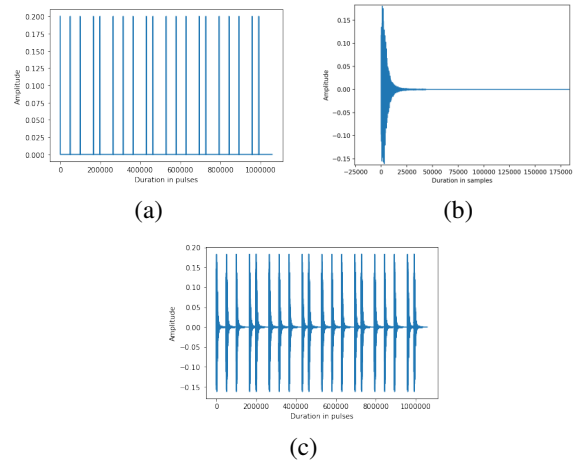 0.200
0.175
0.150
0.125
0.100
0.075
0.050
0.025
0.000
Amplitude
0 200000 400000 600000 800000 1000000
Duration in pulses
(a)
0.15
0.10
0.05
0.00
−0.05
−0.10
−0.15
Amplitude
−25000 0 25000 50000 75000 100000 125000 150000 175000
Duration in samples
(b)
0.20
0.15
0.10
0.05
0.00
−0.05
−0.10
−0.15
Amplitude
0 200000 400000 600000 800000 1000000
Duration in pulses
(c)